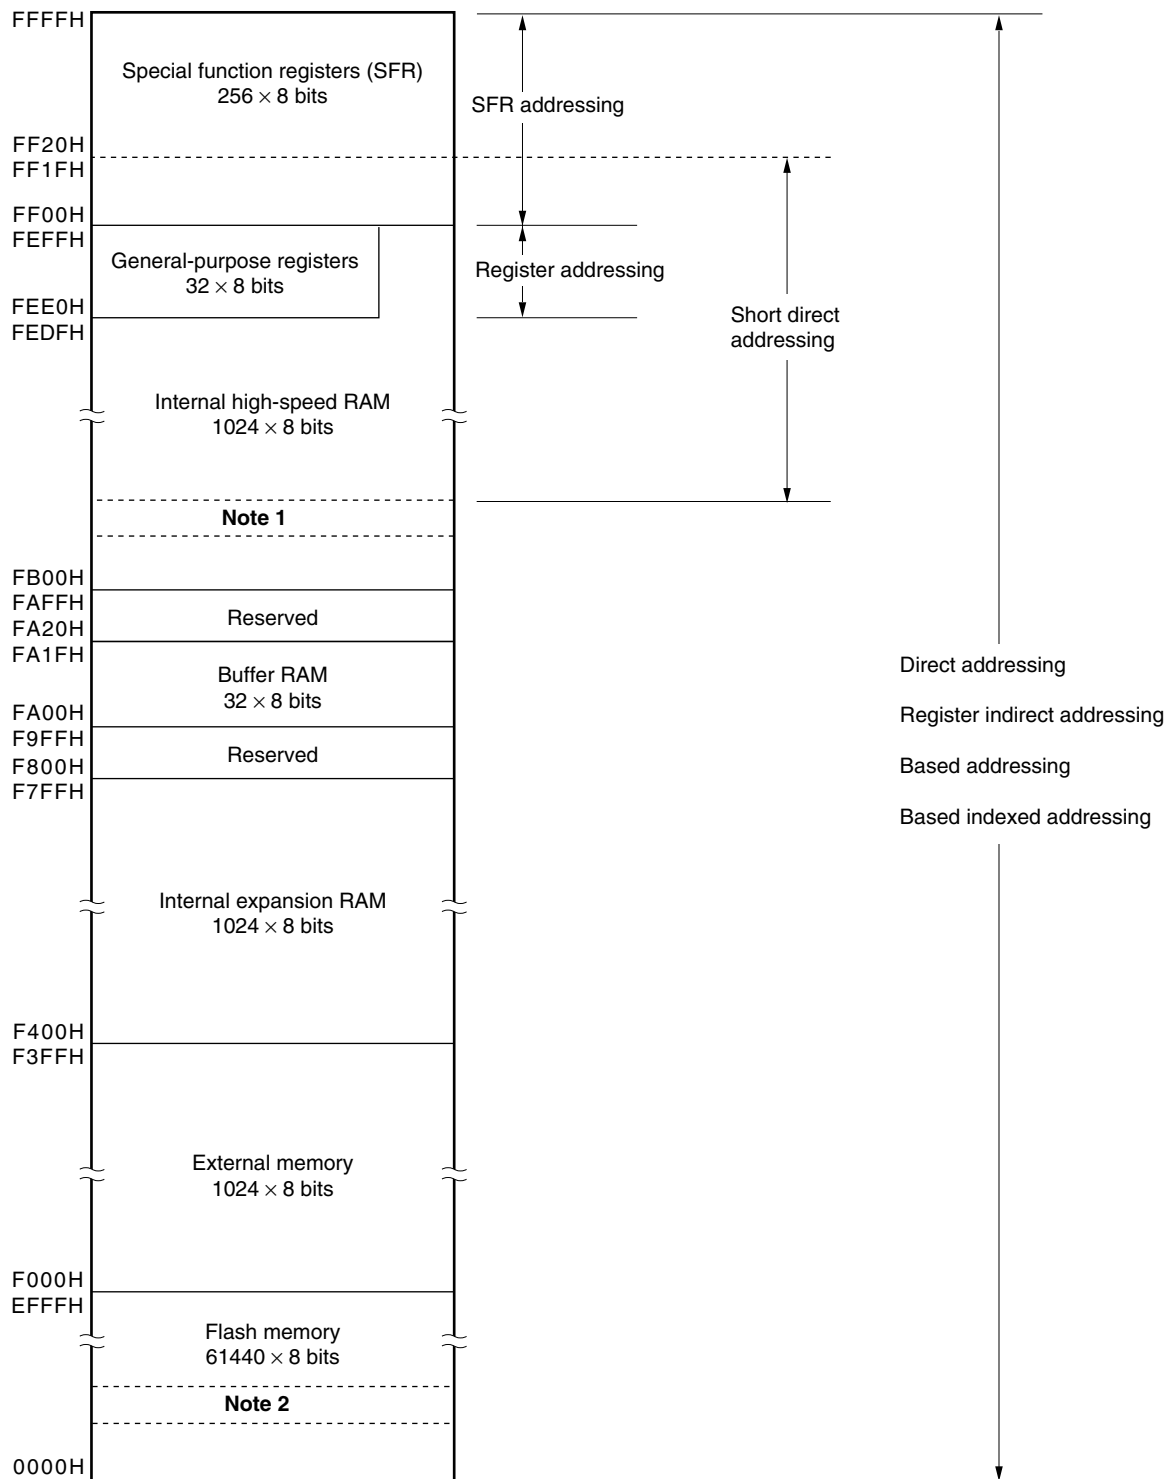 FFFFH
Special function registers (SFR)
256 × 8 bits
SFR addressing
FF20H
FF1FH
FF00H
FEFFH
General-purpose registers
32 × 8 bits
Register addressing
FEE0H
FEDFH
Short direct
addressing
Internal high-speed RAM
1024 × 8 bits
Note 1
FB00H
FAFFH
Reserved
FA20H
FA1FH
Buffer RAM
32 × 8 bits
FA00H
F9FFH
Reserved
F800H
F7FFH
Direct addressing
Register indirect addressing
Based addressing
Based indexed addressing
Internal expansion RAM
1024 × 8 bits
F400H
F3FFH
External memory
1024 × 8 bits
F000H
EFFFH
Flash memory
61440 × 8 bits
Note 2
0000H